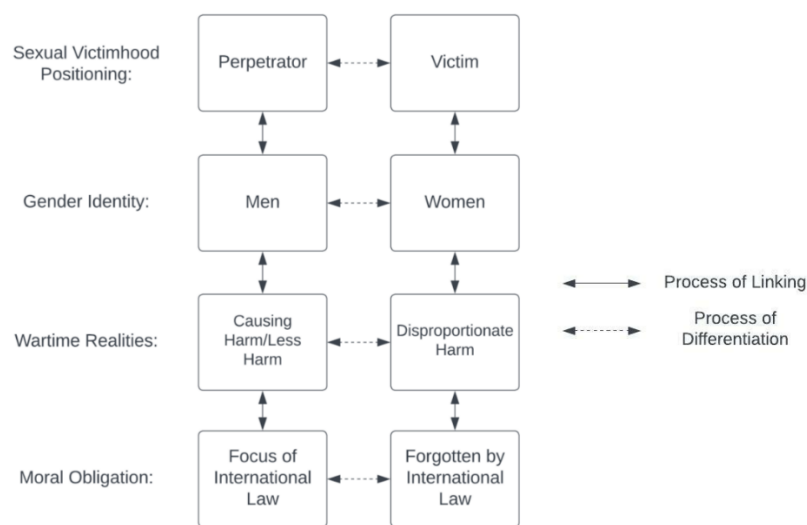 Sexual Victimhood
Positioning:
Perpetrator
Victim
Gender Identity:
Men
Women
Process of Linking
Wartime Realities:
Causing
Harm/Less
Harm
Disproportionate
Harm
Process of
Differentiation
Moral Obligation:
Focus of
International
Law
Forgotten by
International
Law